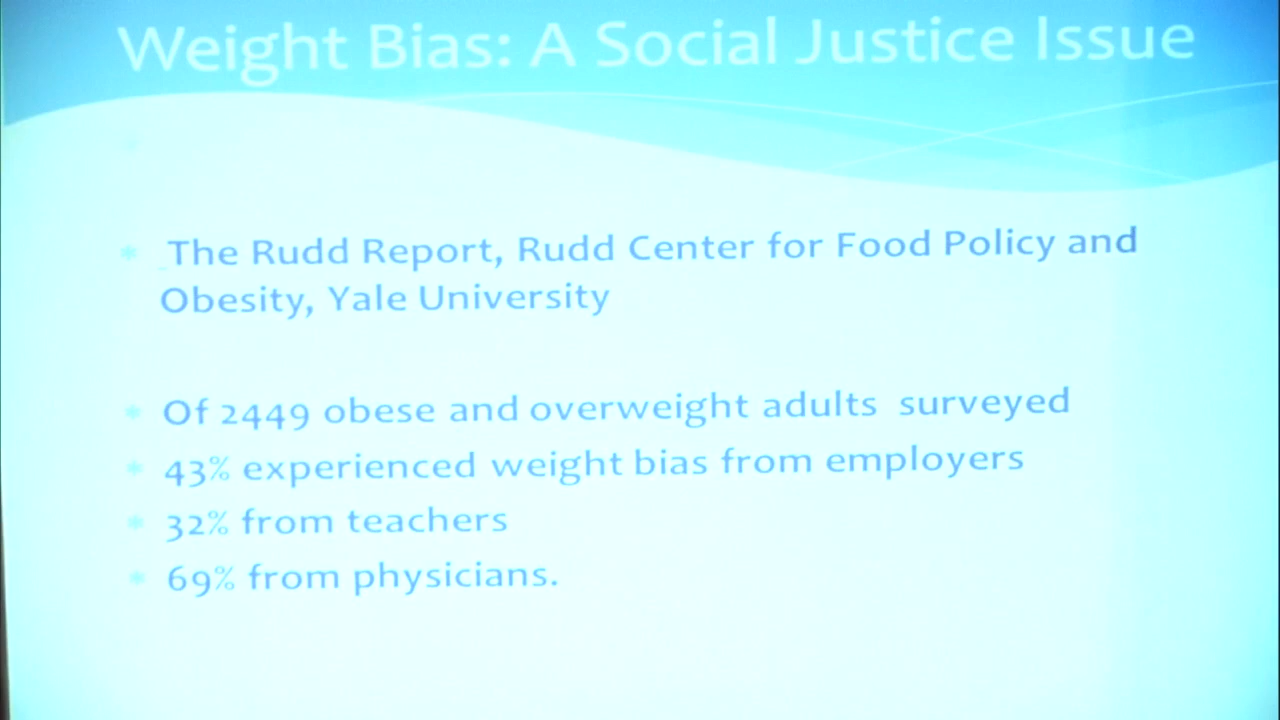 Weight Bias: A Social Justice Issue
The Rudd Report, Rudd Center for Food Policy and
Obesity, Yale University
Of 2449 obese and overweight adults surveyed
43% experienced weight bias from employers
32% from teachers
69% from physicians.